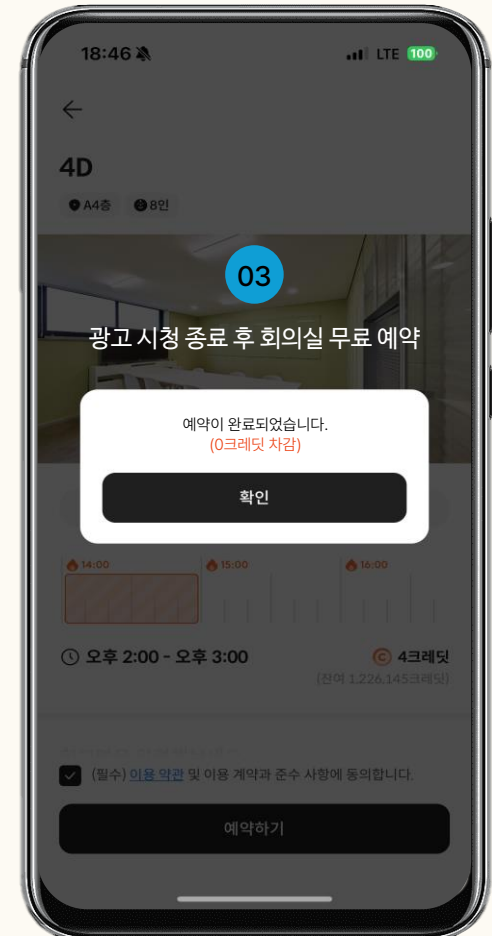 18:46
LTE 100
4D
A4층 8인
03
광고 시청 종료 후 회의실 무료 예약
예약이 완료되었습니다.
(0크레딧 차감)
확인
14:00 15:00 16:00
오후 2:00 - 오후 3:00 C 4크레딧
(잔여 1,226,145크레딧)
(필수) 이용 약관 및 이용 계약과 준수 사항에 동의합니다.
예약하기